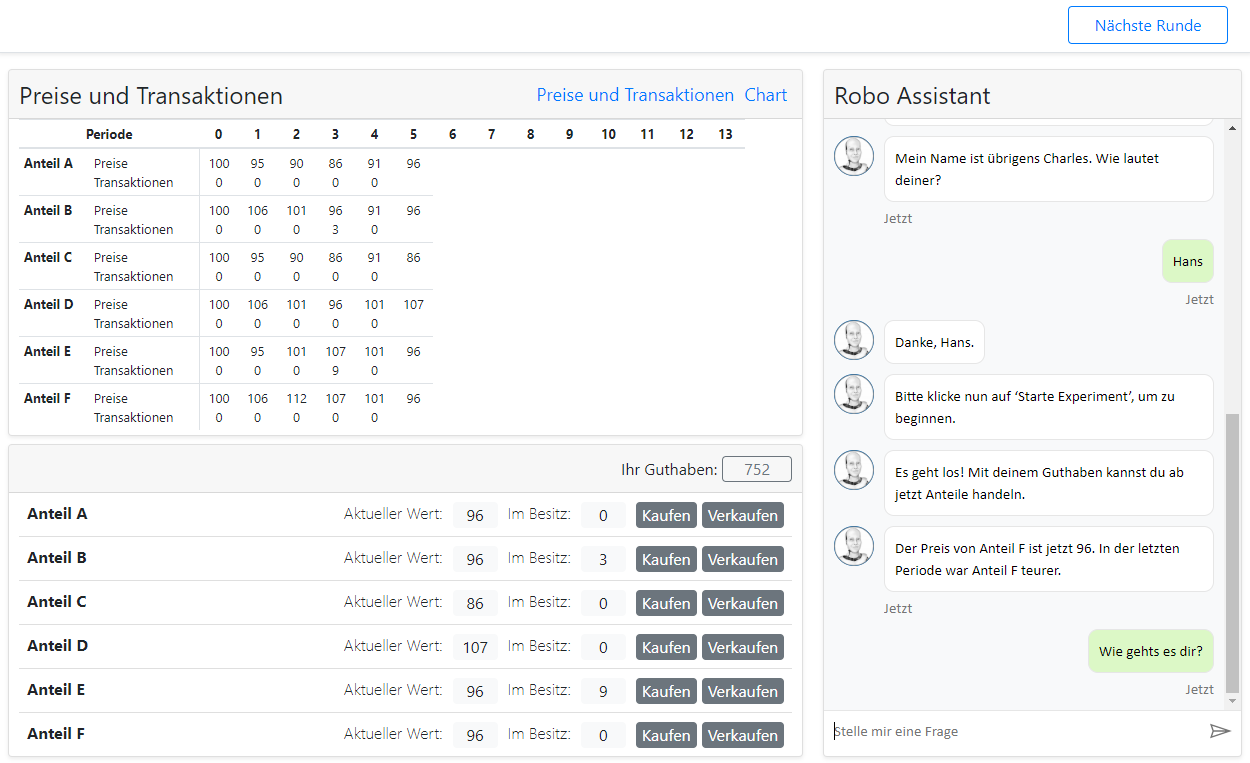 Nächste Runde
Preise und Transaktionen
Preise und Transaktionen Chart
Periode 0 1 2 3 4 5 6 7 8 9 10 11 12 13
Anteil A Preise 100 95 90 86 91 96
Transaktionen 0 0 0 0 0
Anteil B Preise 100 106 101 96 91 96
Transaktionen 0 0 0 3 0
Anteil C Preise 100 95 90 86 91 86
Transaktionen 0 0 0 0 0
Anteil D Preise 100 106 101 96 101 107
Transaktionen 0 0 0 0 0
Anteil E Preise 100 95 101 107 101 96
Transaktionen 0 0 0 9 0
Anteil F Preise 100 106 112 107 101 96
Transaktionen 0 0 0 0 0
Ihr Guthaben: 752
Anteil A Aktueller Wert: 96 Im Besitz: 0 Kaufen Verkaufen
Anteil B Aktueller Wert: 96 Im Besitz: 3 Kaufen Verkaufen
Anteil C Aktueller Wert: 86 Im Besitz: 0 Kaufen Verkaufen
Anteil D Aktueller Wert: 107 Im Besitz: 0 Kaufen Verkaufen
Anteil E Aktueller Wert: 96 Im Besitz: 9 Kaufen Verkaufen
Anteil F Aktueller Wert: 96 Im Besitz: 0 Kaufen Verkaufen
Robo Assistant
Mein Name ist übrigens Charles. Wie lautet
deiner?
Jetzt
Hans
Jetzt
Danke, Hans.
Bitte klicke nun auf ‘Starte Experiment’, um zu
beginnen.
Es geht los! Mit deinem Guthaben kannst du ab
jetzt Anteile handeln.
Der Preis von Anteil F ist jetzt 96. In der letzten
Periode war Anteil F teurer.
Jetzt
Wie gehts es dir?
Jetzt
Stelle mir eine Frage